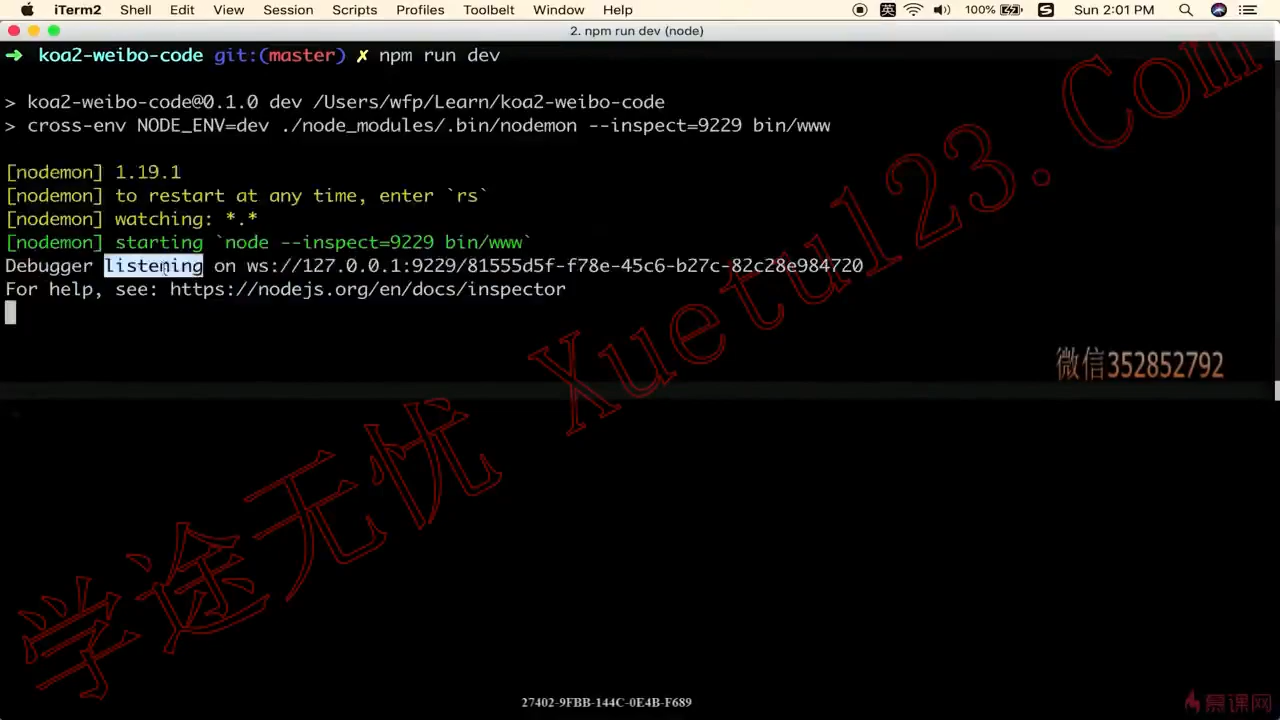 iTerm2 Shell Edit View Session Scripts Profiles Toolbelt Window Help 英 100% S Sun 2:01 PM
2. npm run dev (node)
➜ koa2-weibo-code git:(master) ✗ npm run dev
> koa2-weibo-code@0.1.0 dev /Users/wfp/Learn/koa2-weibo-code
> cross-env NODE_ENV=dev ./node_modules/.bin/nodemon --inspect=9229 bin/www
[nodemon] 1.19.1
[nodemon] to restart at any time, enter `rs`
[nodemon] watching: *.*
[nodemon] starting `node --inspect=9229 bin/www`
Debugger listening on ws://127.0.0.1:9229/81555d5f-f78e-45c6-b27c-82c28e984720
For help, see: https://nodejs.org/en/docs/inspector
微信352852792
学途无忧 Xuetu123.Com
27402-9FBB-144C-0E4B-F689
慕课网